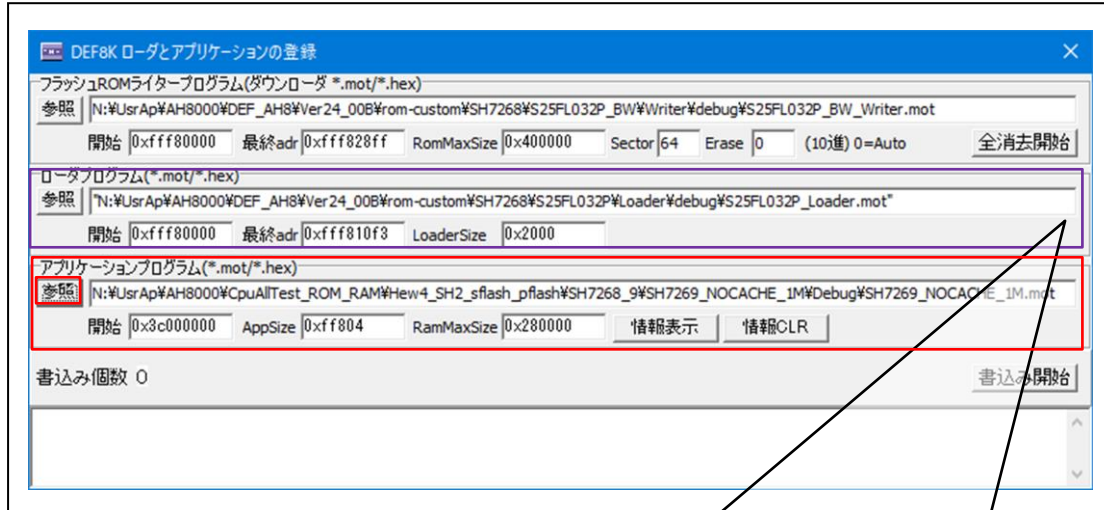 DEF8K ローダとアプリケーションの登録
フラッシュROMライタープログラム(ダウンローダ *.mot/*.hex)
参照 N:¥UsrAp¥AH8000¥DEF_AH8¥Ver24_00B¥rom-custom¥SH7268¥S25FL032P_BW¥Writer¥debug¥S25FL032P_BW_Writer.mot
開始 0xfff80000 最終adr 0xfff828ff RomMaxSize 0x400000 Sector 64 Erase 0 (10進) 0=Auto 全消去開始
ローダプログラム(*.mot/*.hex)
参照 "N:¥UsrAp¥AH8000¥DEF_AH8¥Ver24_00B¥rom-custom¥SH7268¥S25FL032P¥Loader¥debug¥S25FL032P_Loader.mot"
開始 0xfff80000 最終adr 0xfff810f3 LoaderSize 0x2000
アプリケーションプログラム(*.mot/*.hex)
参照 N:¥UsrAp¥AH8000¥CpuAllTest_ROM_RAM¥Hew4_SH2_sflash_pflash¥SH7268_9¥SH7269_NOCACHE_1M¥Debug¥SH7269_NOCACHE_1M.mot
開始 0x3c000000 AppSize 0xff804 RamMaxSize 0x280000 情報表示 情報CLR
書込み個数 0 書込み開始